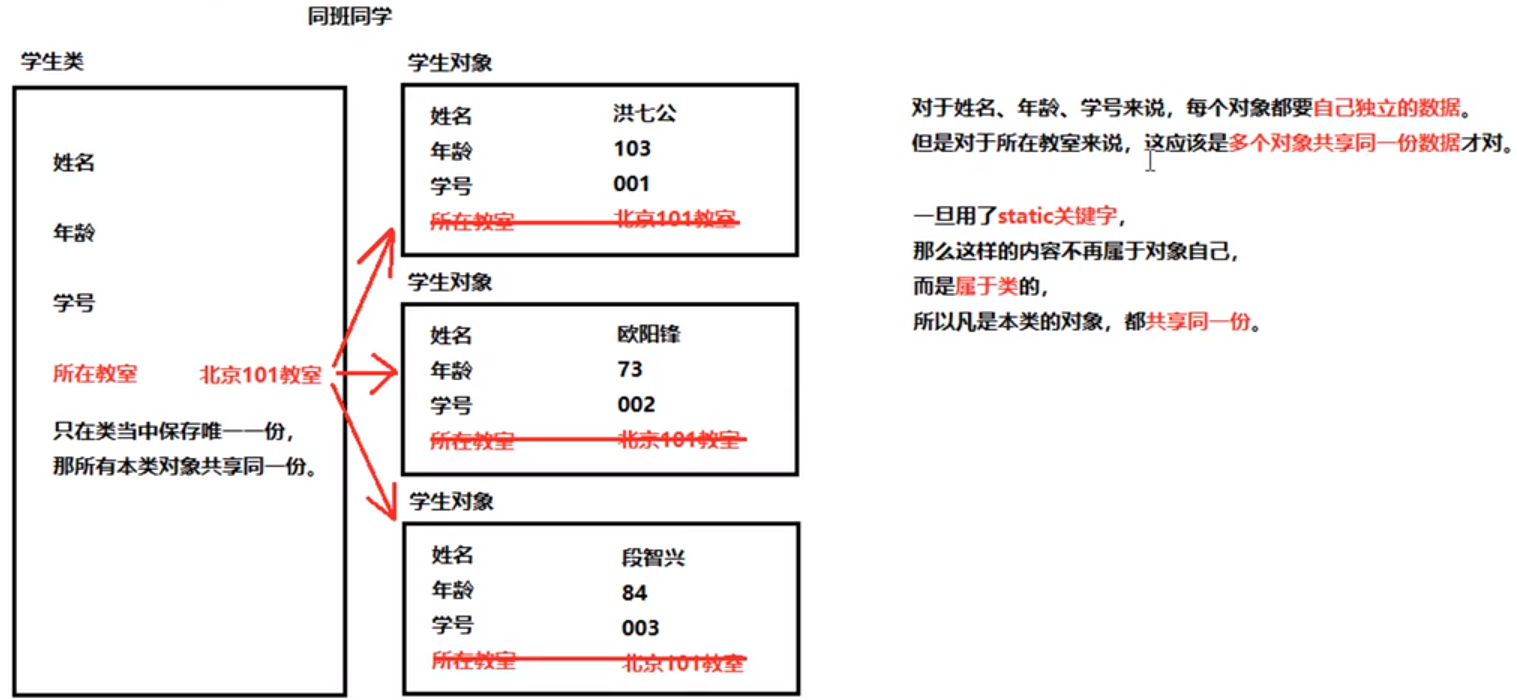 同班同学
学生类
姓名
年龄
学号
所在教室 北京101教室
只在类当中保存唯一一份，
那所有本类对象共享同一份。
学生对象
姓名 洪七公
年龄 103
学号 001
所在教室 北京101教室
学生对象
姓名 欧阳锋
年龄 73
学号 002
所在教室 北京101教室
学生对象
姓名 段智兴
年龄 84
学号 003
所在教室 北京101教室
对于姓名、年龄、学号来说，每个对象都要自己独立的数据。
但是对于所在教室来说，这应该是多个对象共享同一份数据才对。
一旦用了static关键字，
那么这样的内容不再属于对象自己，
而是属于类的，
所以凡是本类的对象，都共享同一份。